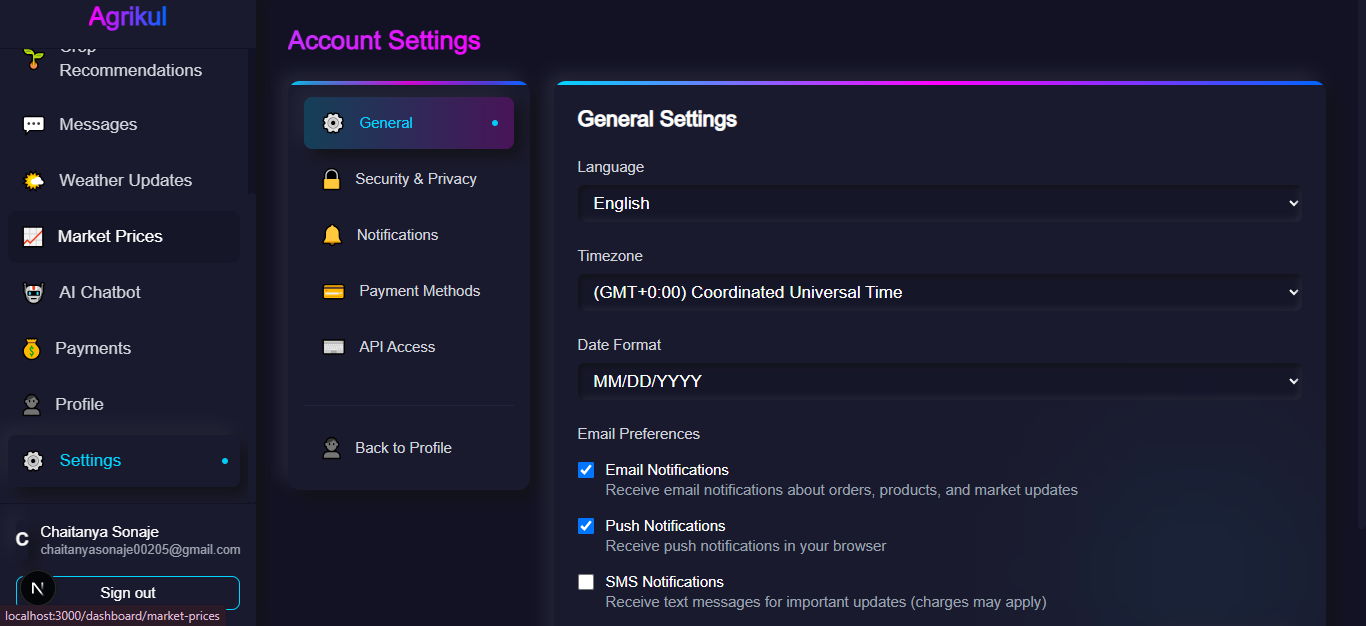 Agrikul
Crop
Recommendations
Messages
Weather Updates
Market Prices
AI Chatbot
Payments
Profile
Settings
C
Chaitanya Sonaje
chaitanyasonaje00205@gmail.com
N
Sign out
localhost:3000/dashboard/market-prices
Account Settings
General
Security & Privacy
Notifications
Payment Methods
API Access
Back to Profile
General Settings
Language
English
Timezone
(GMT+0:00) Coordinated Universal Time
Date Format
MM/DD/YYYY
Email Preferences
Email Notifications
Receive email notifications about orders, products, and market updates
Push Notifications
Receive push notifications in your browser
SMS Notifications
Receive text messages for important updates (charges may apply)